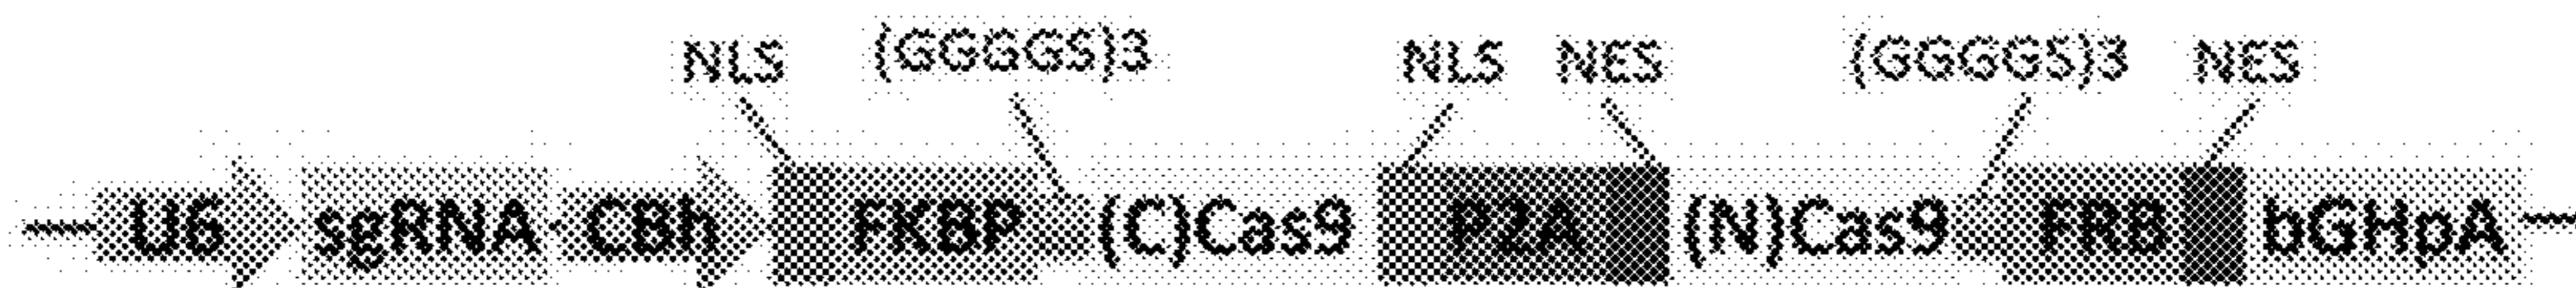 NLS (GGGGS)3 NLS NES (GGGGS)3 NES
U6 sgRNA CBh FKBP (C)Cas9 P2A (N)Cas9 FRB bGHpA